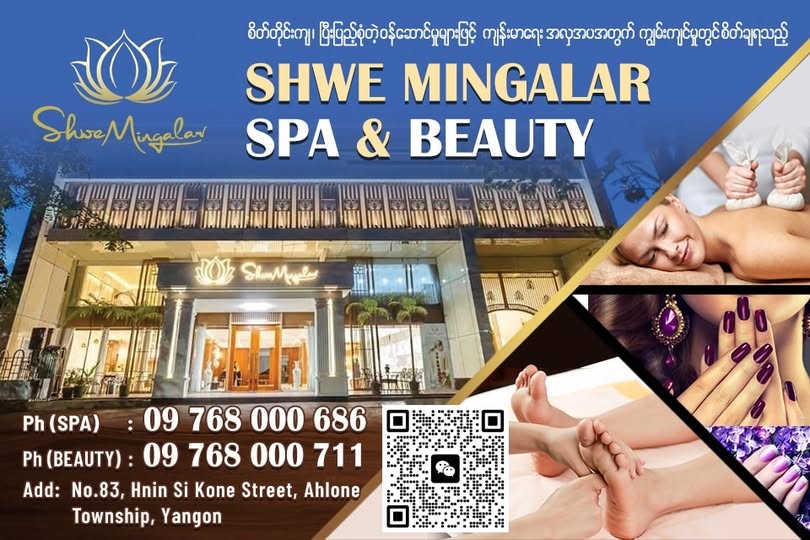 စိတ်တိုင်းကျ၊ ပြီးပြည့်စုံတဲ့ဝန်ဆောင်မှုများဖြင့် ကျန်းမာရေး အလှအပအတွက် ကျွမ်းကျင်မှုတွင်စိတ်ချရသည့်
SHWE MINGALAR
SPA & BEAUTY
Shwe Mingalar
Shwe Mingalar
Ph (SPA) : 09 768 000 686
Ph (BEAUTY) : 09 768 000 711
Add: No.83, Hnin Si Kone Street, Ahlone
Township, Yangon